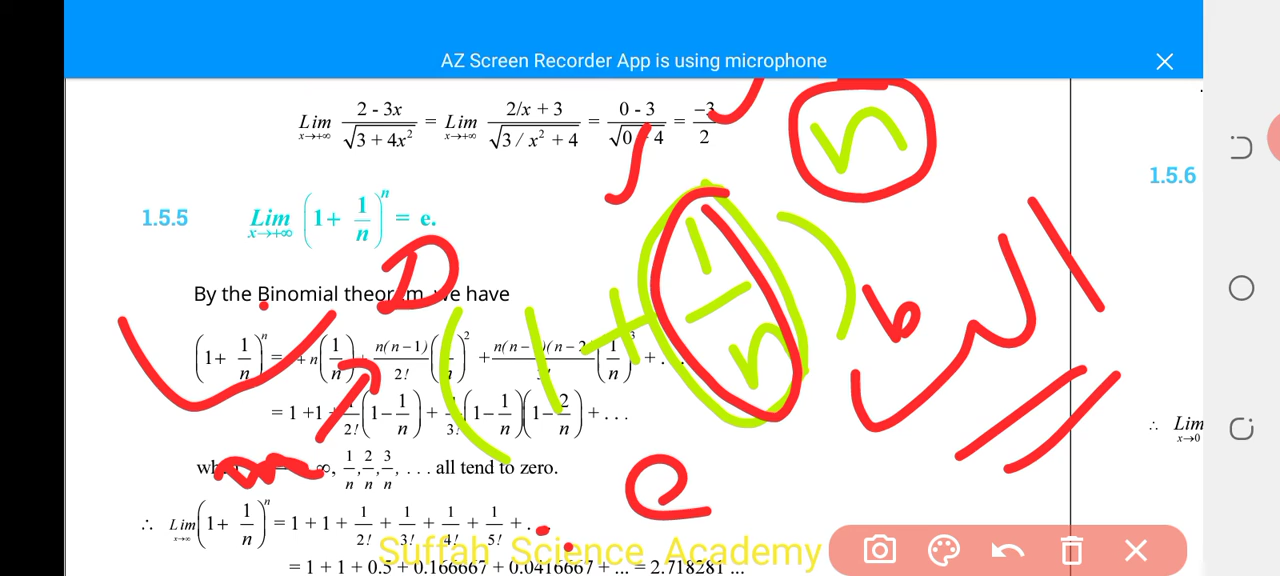 AZ Screen Recorder App is using microphone
Lim x→+∞ (2 - 3x)/√(3 + 4x²) = Lim x→+∞ (2/x + 3)/√(3 / x² + 4) = (0 - 3)/√(0 4) = -3/2
n
1.5.6
1.5.5 Lim x→+∞ (1+ 1/n)ⁿ = e.
(1+ 1/n)
By the Binomial theorem we have
(1+ 1/n)ⁿ = + n(1/n) n(n−1)/2! ( /n)² + n(n− )(n−2 (1/n)³ + . .
= 1 +1 + /2! (1− 1/n) + /3! (1− 1/n)(1− 2/n) + . . .
∞, 1/n, 2/n, 3/n, . . . all tend to zero.
∴ Lim x→0
e
∴ Lim x→∞ (1+ 1/n)ⁿ = 1 + 1 + 1/2! + 1/3! + 1/4! + 1/5! + . .
Suffah Science Academy
= 1 + 1 + 0.5 + 0.166667 + 0.0416667 + ... = 2.718281 ...